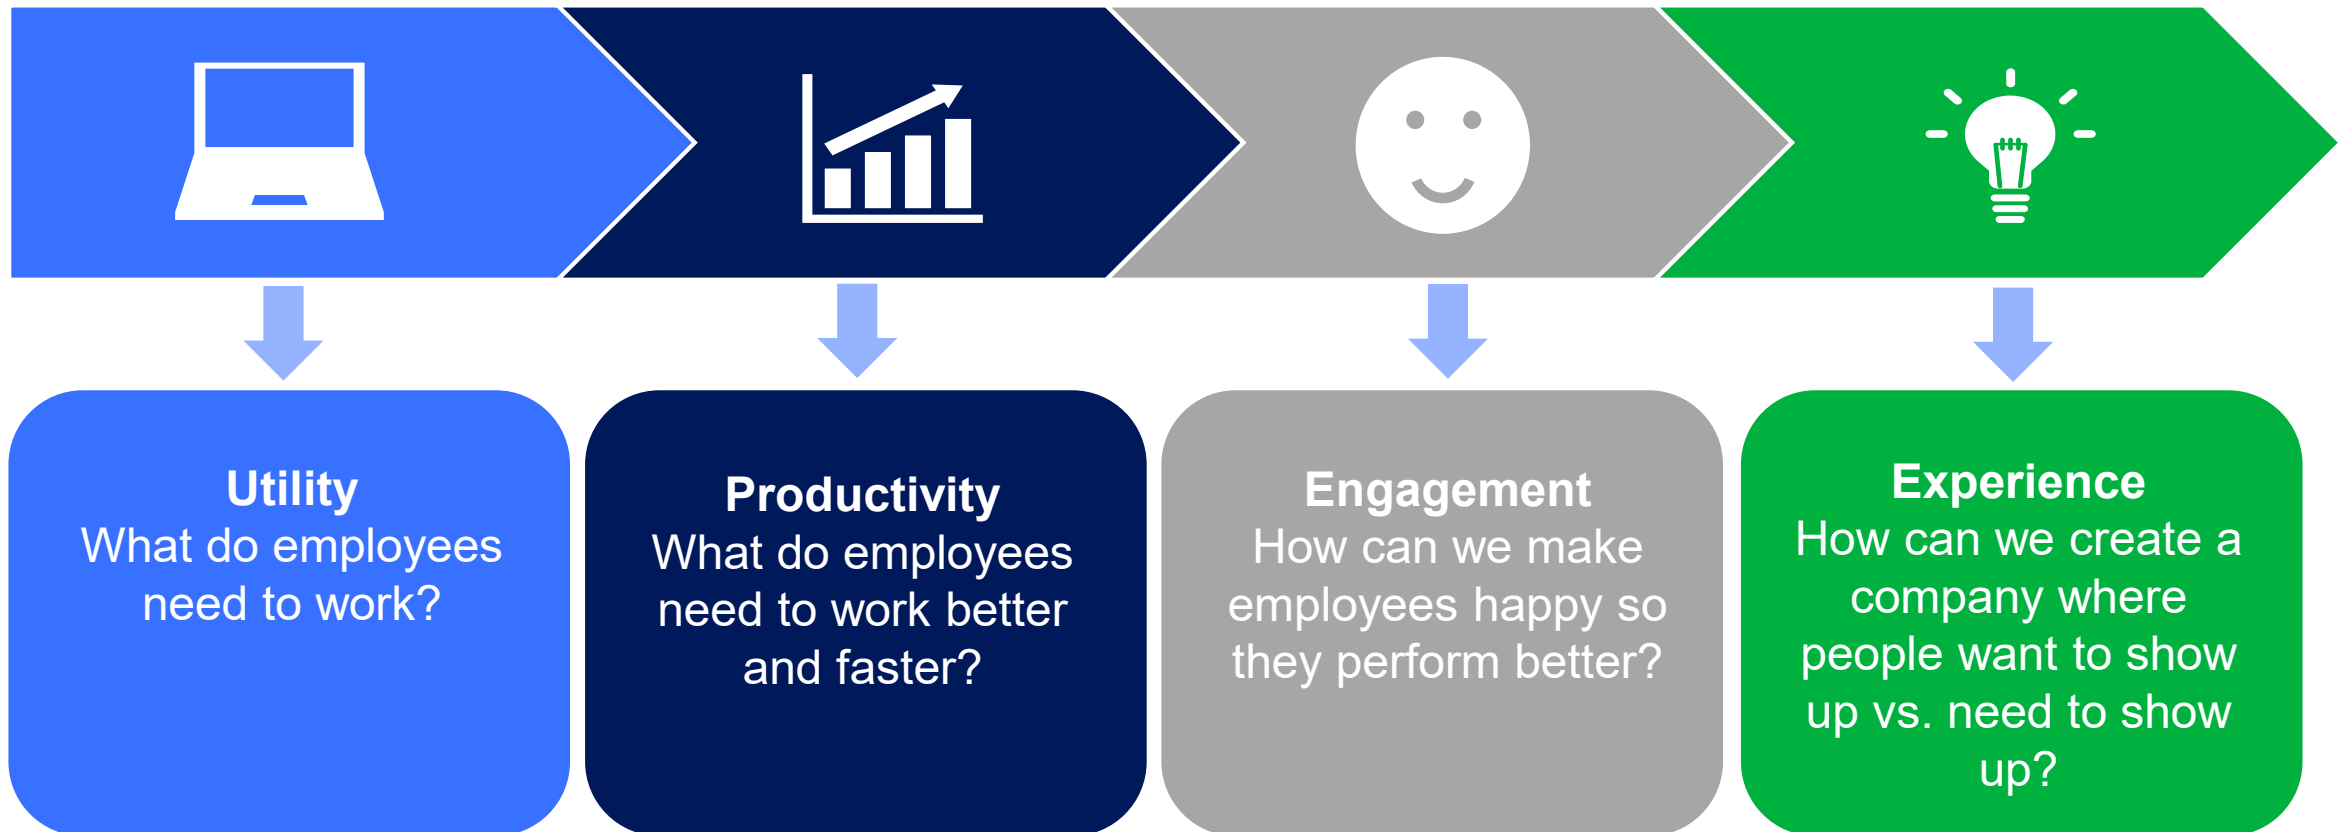 Utility
What do employees
need to work?
Productivity
What do employees
need to work better
and faster?
Engagement
How can we make
employees happy so
they perform better?
Experience
How can we create a
company where
people want to show
up vs. need to show
up?